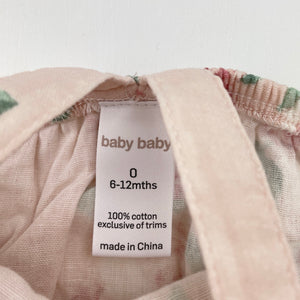 baby baby
0
6-12mths
100% cotton
exclusive of trims
made in China